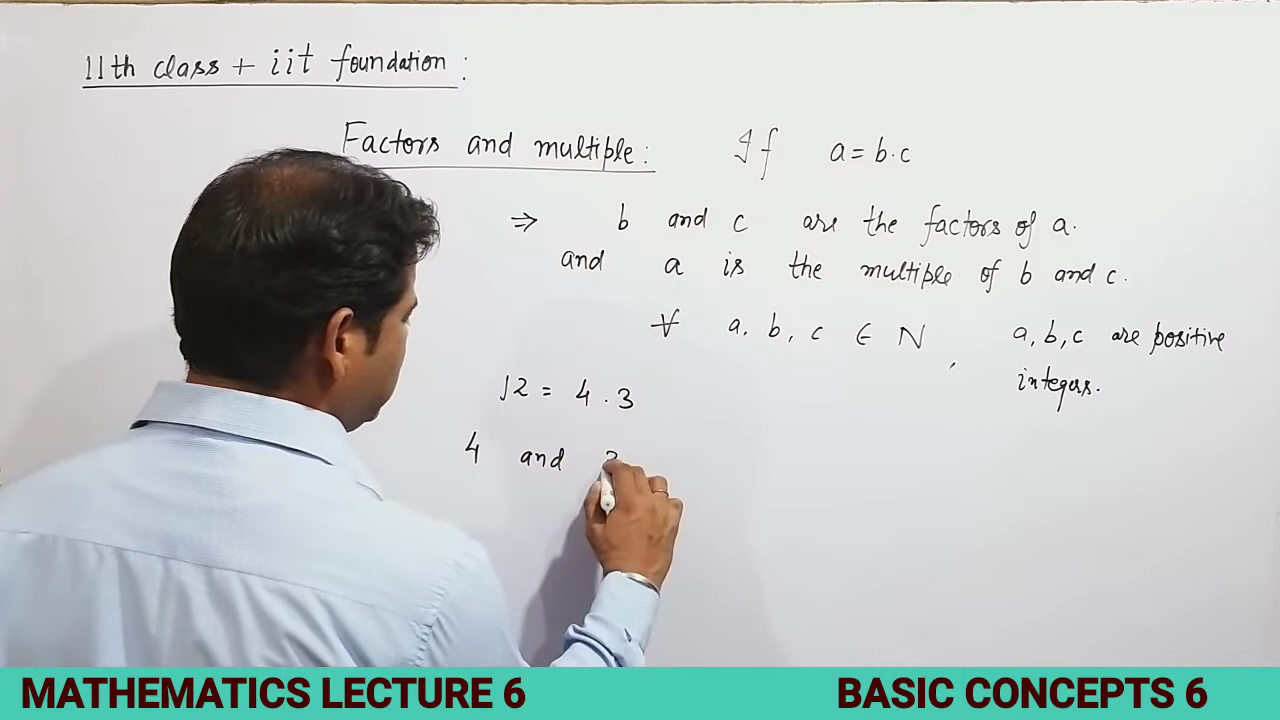 11th class + iit foundation:
Factors and multiple: If a = b.c
⇒ b and c are the factors of a.
and a is the multiple of b and c.
∀ a, b, c ∈ N, a, b, c are positive
integers.
12 = 4 . 3
4 and
MATHEMATICS LECTURE 6 BASIC CONCEPTS 6